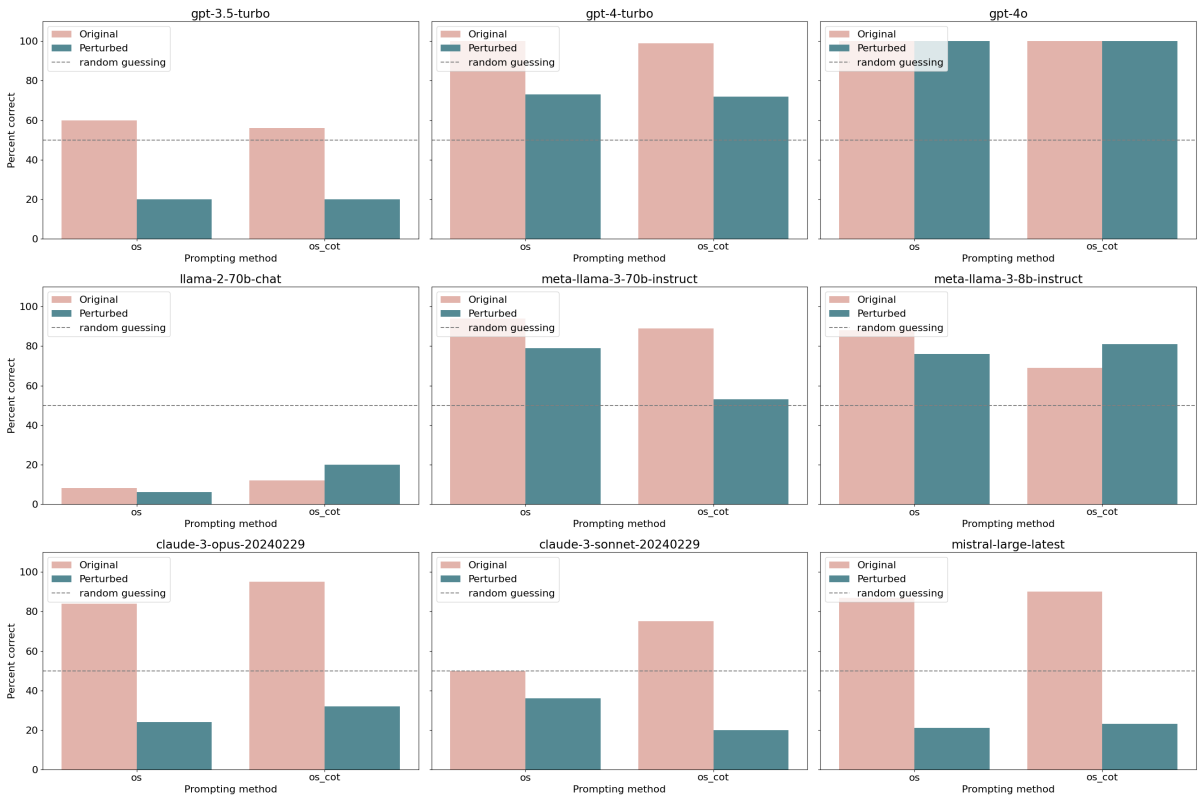 gpt-3.5-turbo
Original
Perturbed
random guessing
100
80
60
40
20
0
Percent correct
os
os_cot
Prompting method
gpt-4-turbo
Original
Perturbed
random guessing
os
os_cot
Prompting method
gpt-4o
Original
Perturbed
random guessing
os
os_cot
Prompting method
llama-2-70b-chat
Original
Perturbed
random guessing
100
80
60
40
20
0
Percent correct
os
os_cot
Prompting method
meta-llama-3-70b-instruct
Original
Perturbed
random guessing
os
os_cot
Prompting method
meta-llama-3-8b-instruct
Original
Perturbed
random guessing
os
os_cot
Prompting method
claude-3-opus-20240229
Original
Perturbed
random guessing
100
80
60
40
20
0
Percent correct
os
os_cot
Prompting method
claude-3-sonnet-20240229
Original
Perturbed
random guessing
os
os_cot
Prompting method
mistral-large-latest
Original
Perturbed
random guessing
os
os_cot
Prompting method